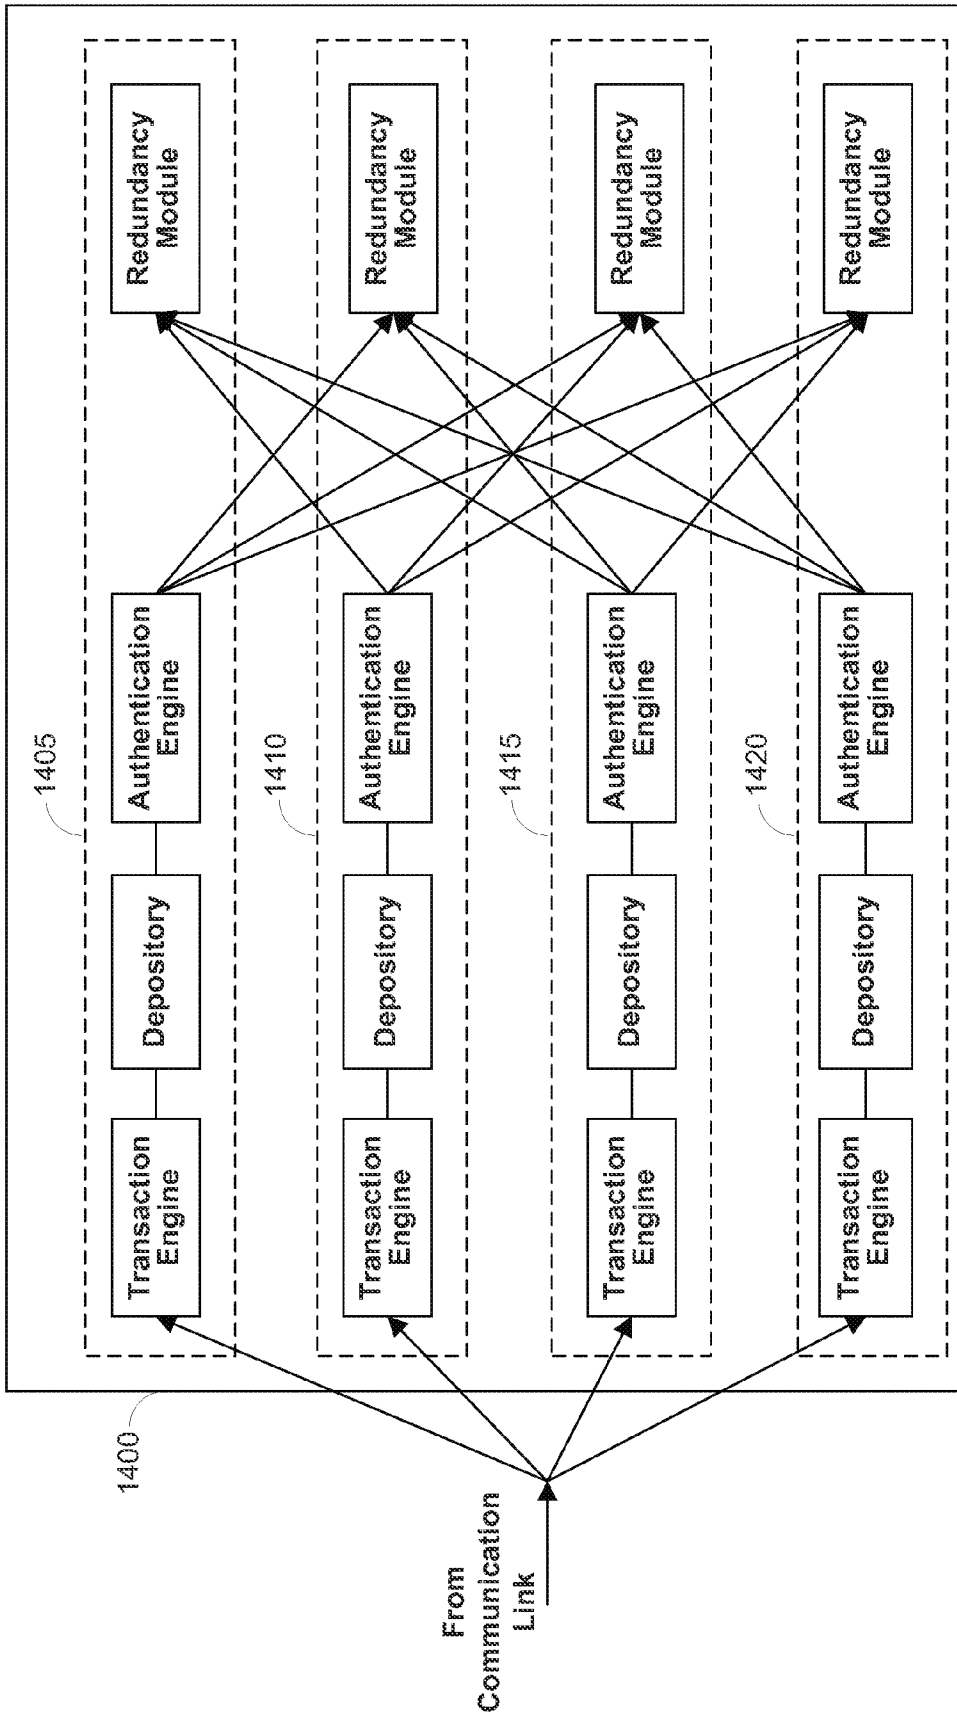 From
Communication
Link
1400
1405
Transaction
Engine
Depository
Authentication
Engine
Redundancy
Module
1410
Transaction
Engine
Depository
Authentication
Engine
Redundancy
Module
1415
Transaction
Engine
Depository
Authentication
Engine
Redundancy
Module
1420
Transaction
Engine
Depository
Authentication
Engine
Redundancy
Module